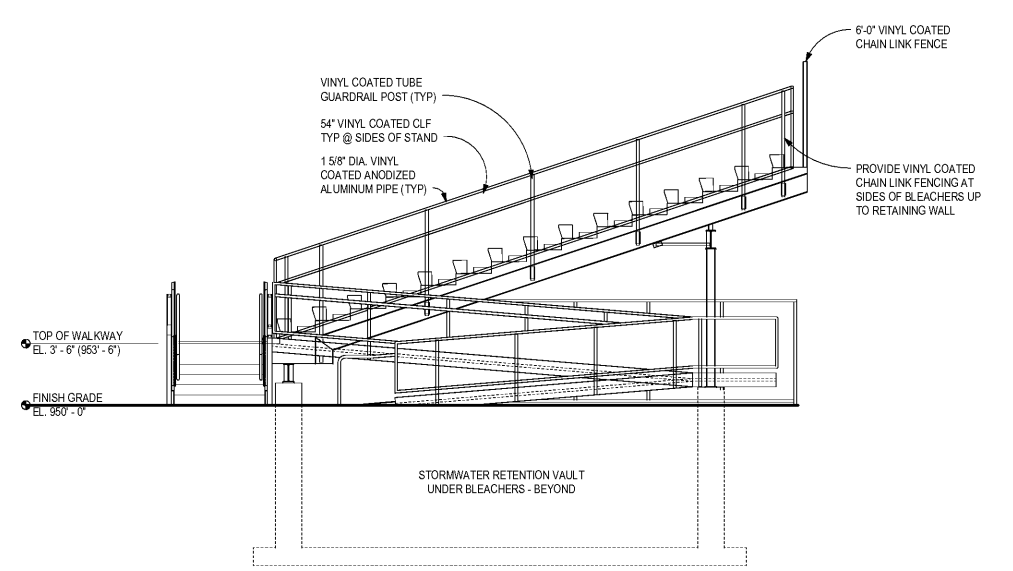 6'-0" VINYL COATED
CHAIN LINK FENCE
VINYL COATED TUBE
GUARDRAIL POST (TYP)
54" VINYL COATED CLF
TYP @ SIDES OF STAND
1 5/8" DIA. VINYL
COATED ANODIZED
ALUMINUM PIPE (TYP)
PROVIDE VINYL COATED
CHAIN LINK FENCING AT
SIDES OF BLEACHERS UP
TO RETAINING WALL
TOP OF WALKWAY
EL. 3' - 6" (953' - 6")
FINISH GRADE
EL. 950' - 0"
STORMWATER RETENTION VAULT
UNDER BLEACHERS - BEYOND